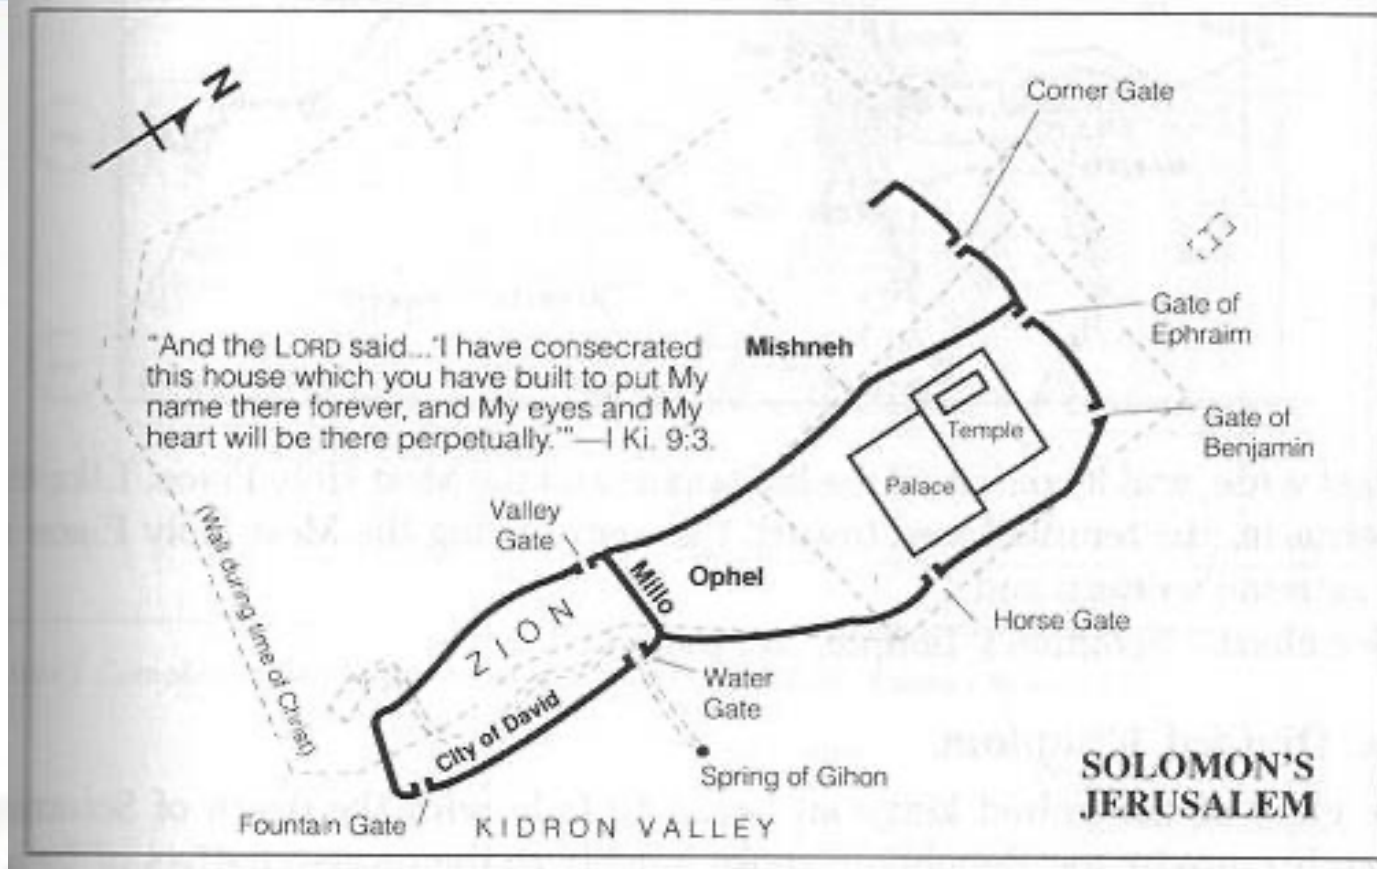 N
Corner Gate
Gate of
Ephraim
Mishneh
"And the LORD said..."I have consecrated
this house which you have built to put My
name there forever, and My eyes and My
heart will be there perpetually.'"—I Ki. 9:3.
Temple
Gate of
Benjamin
Palace
Valley
Gate
(Wall during time of Christ)
Millo
Ophel
ZION
Horse Gate
Water
Gate
City of David
Spring of Gihon
SOLOMON'S
JERUSALEM
Fountain Gate
KIDRON VALLEY